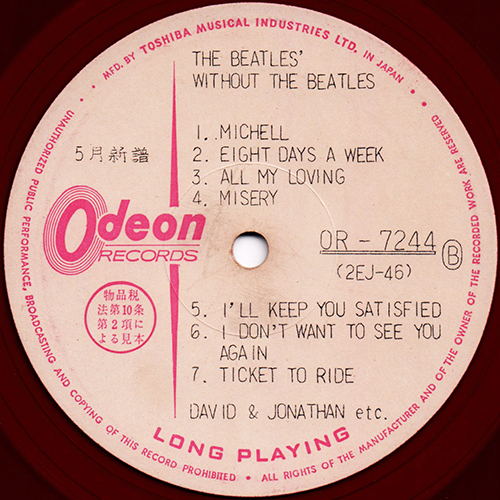 MFD. BY TOSHIBA MUSICAL INDUSTRIES LTD. IN JAPAN
THE BEATLES'
WITHOUT THE BEATLES
1. MICHELL
5月新譜
2. EIGHT DAYS A WEEK
3. ALL MY LOVING
4. MISERY
Odeon
RECORDS
OR - 7244 B
(2EJ-46)
物品税
法第10条
第2項に
よる見本
5. I'LL KEEP YOU SATISFIED
6. I DON'T WANT TO SEE YOU
AGAIN
7. TICKET TO RIDE
DAVID & JONATHAN etc.
LONG PLAYING
UNAUTHORIZED PUBLIC PERFORMANCE, BROADCASTING AND COPYING OF THIS RECORD PROHIBITED • ALL RIGHTS OF THE MANUFACTURER AND OF THE OWNER OF THE RECORDED WORK ARE RESERVED